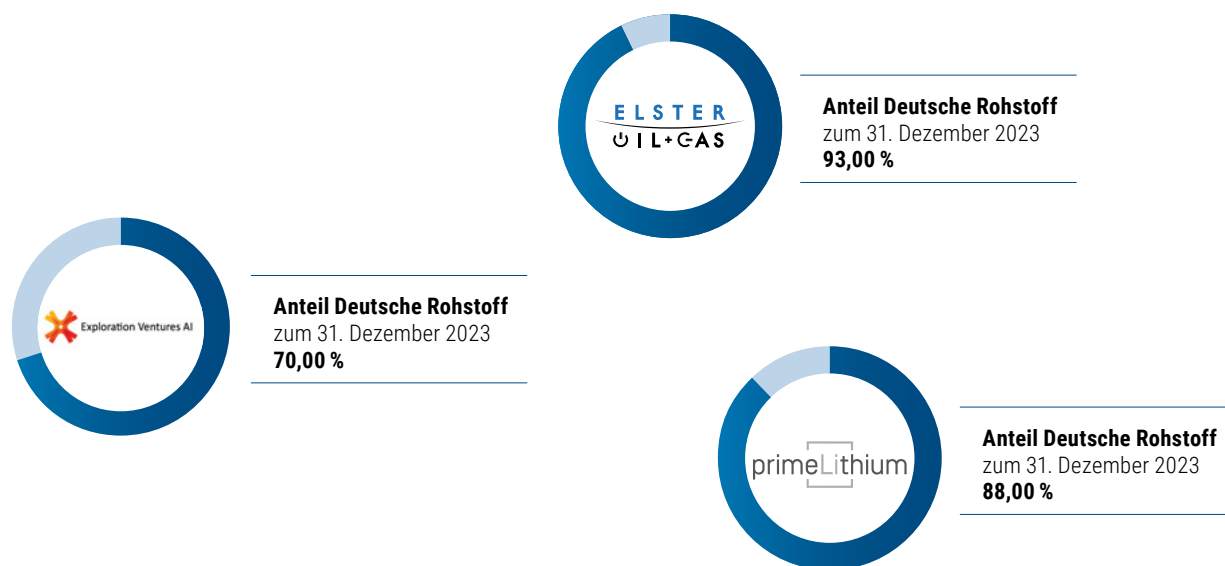 ELSTER
OIL+GAS
Anteil Deutsche Rohstoff
zum 31. Dezember 2023
93,00 %
Exploration Ventures AI
Anteil Deutsche Rohstoff
zum 31. Dezember 2023
70,00 %
primeLithium
Anteil Deutsche Rohstoff
zum 31. Dezember 2023
88,00 %